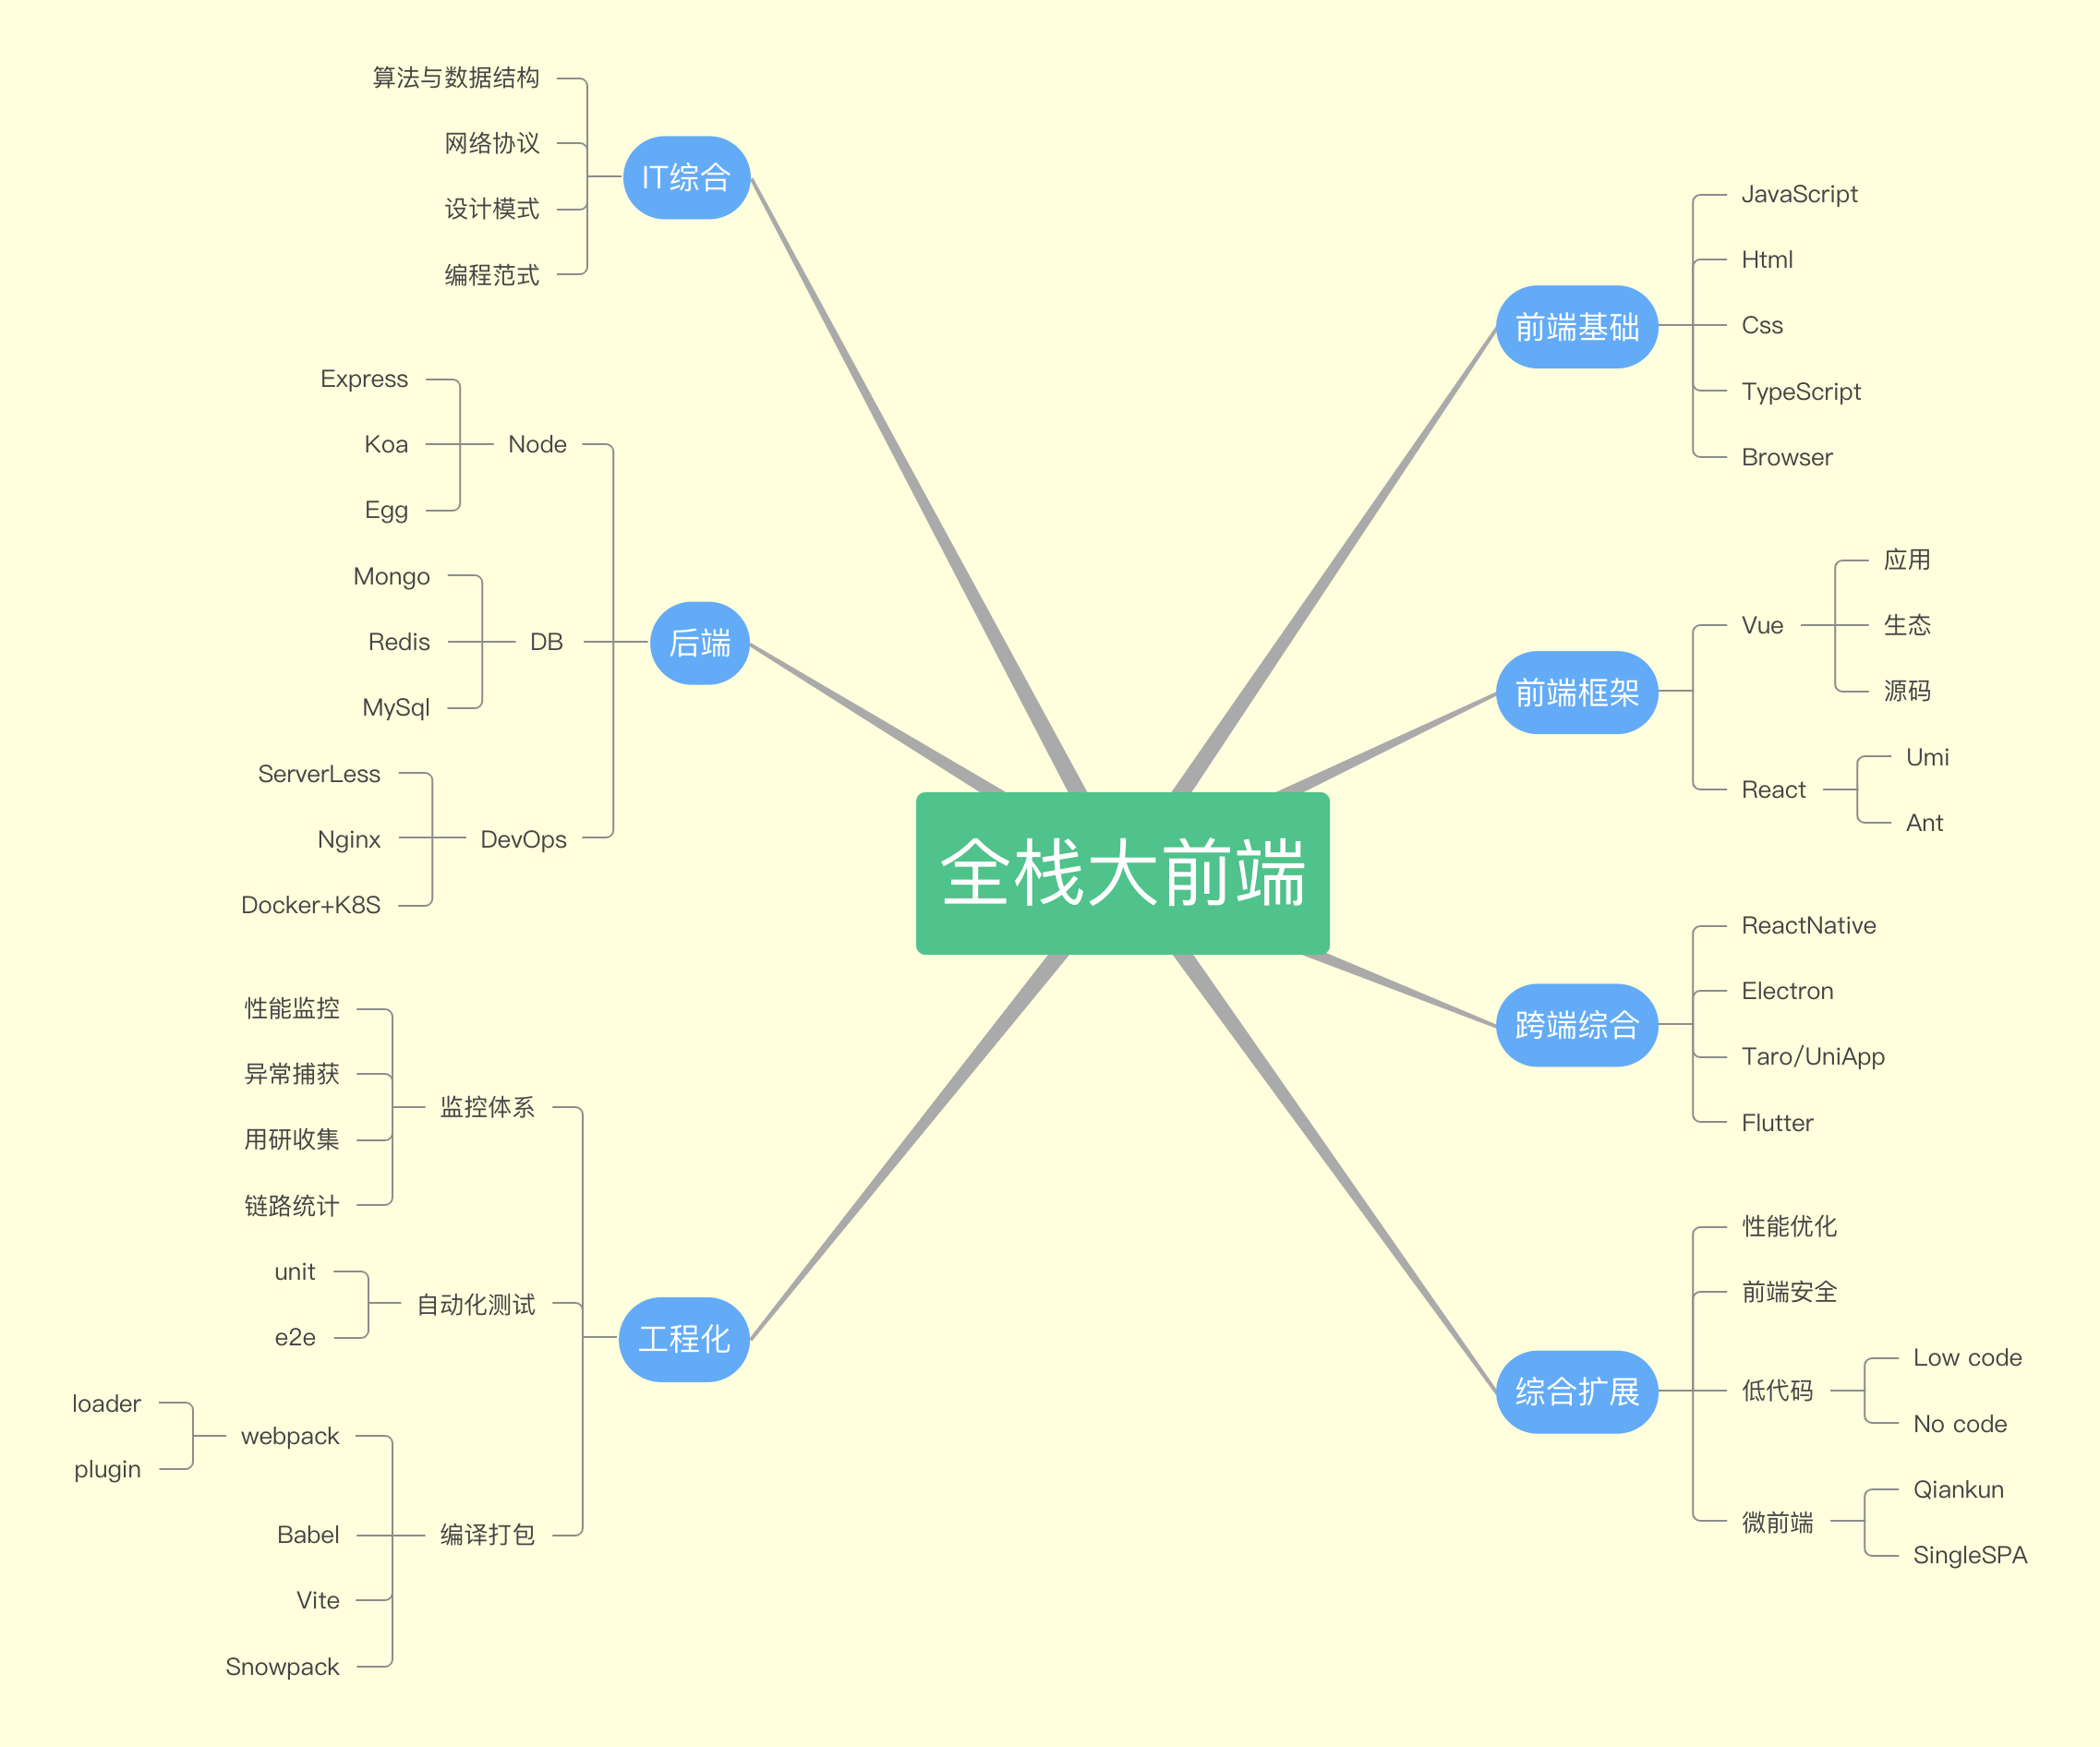 全栈大前端
IT综合
算法与数据结构
网络协议
设计模式
编程范式
后端
Node
Express
Koa
Egg
DB
Mongo
Redis
MySql
DevOps
ServerLess
Nginx
Docker+K8S
工程化
监控体系
性能监控
异常捕获
用研收集
链路统计
自动化测试
unit
e2e
编译打包
webpack
loader
plugin
Babel
Vite
Snowpack
前端基础
JavaScript
Html
Css
TypeScript
Browser
前端框架
Vue
应用
生态
源码
React
Umi
Ant
跨端综合
ReactNative
Electron
Taro/UniApp
Flutter
综合扩展
性能优化
前端安全
低代码
Low code
No code
微前端
Qiankun
SingleSPA